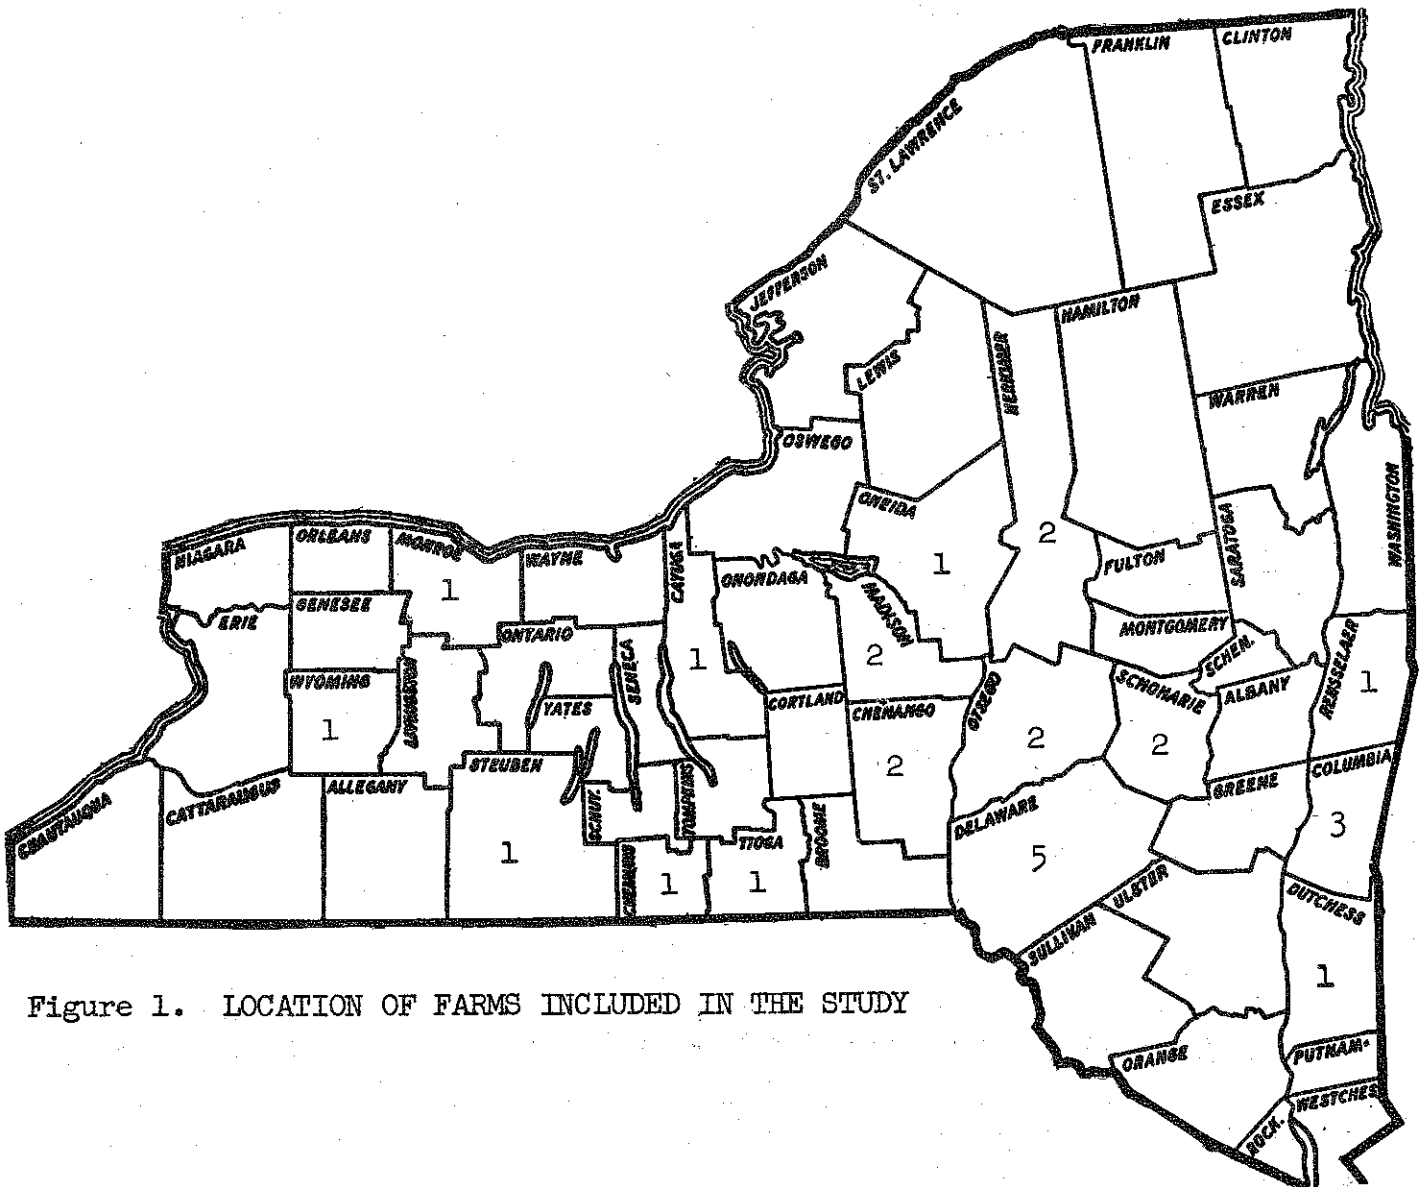 FRANKLIN
CLINTON
ST. LAWRENCE
ESSEX
JEFFERSON
HAMILTON
LEWIS
HERKIMER
WARREN
OSWEGO
WASHINGTON
ONEIDA
SARATOGA
2
NIAGARA
ORLEANS
MONROE
WAYNE
CAYUGA
ONONDAGA
1
FULTON
1
GENESEE
MADISON
ERIE
ONTARIO
MONTGOMERY
SENECA
1
2
SCHEN.
RENSSELAER
WYOMING
LIVINGSTON
SCHOHARIE
ALBANY
1
YATES
CORTLAND
CHENANGO
OTSEGO
1
2
2
STEUBEN
2
COLUMBIA
CHAUTAUQUA
CATTARAUGUS
ALLEGANY
SCHUY.
TOMPKINS
GREENE
TIOGA
BROOME
DELAWARE
3
1
CHEMUNG
1
1
5
ULSTER
DUTCHESS
SULLIVAN
1
Figure 1. LOCATION OF FARMS INCLUDED IN THE STUDY
ORANGE
PUTNAM
WESTCHES
ROCK.